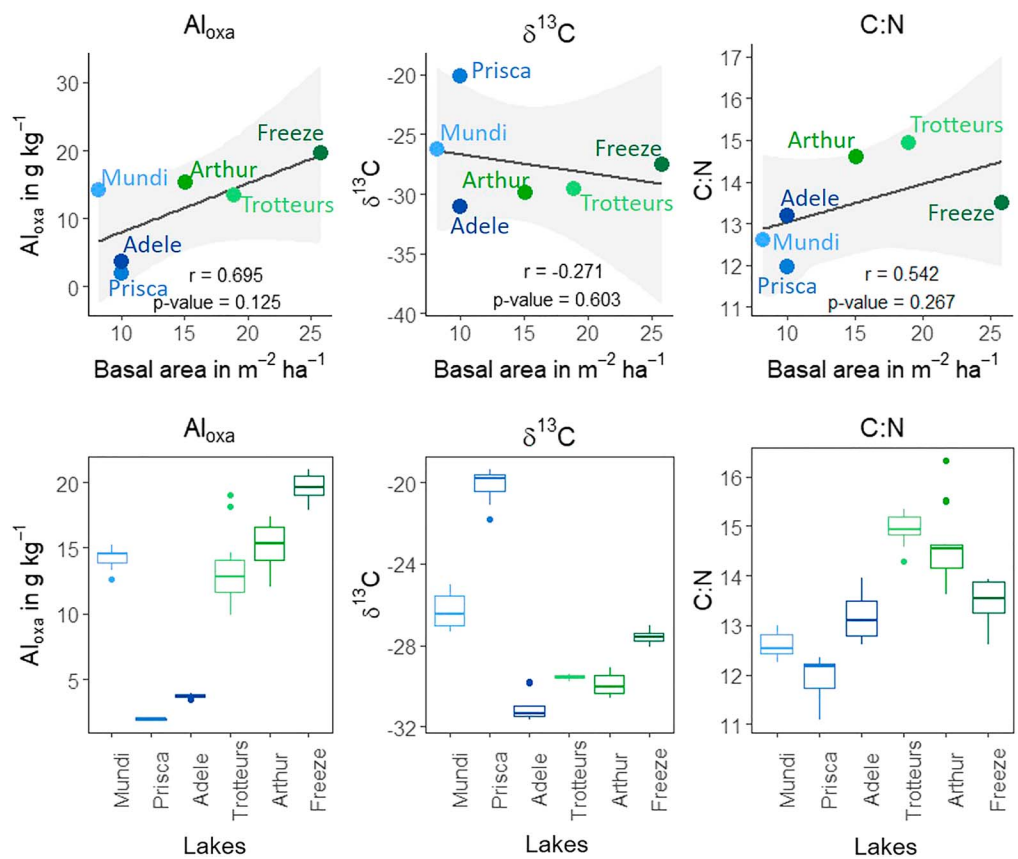 Al_oxa
Al_oxa in g kg⁻¹
30
20
10
0
Mundi
Arthur
Freeze
Trotteurs
Adele
Prisca
r = 0.695
p-value = 0.125
10 15 20 25
Basal area in m⁻² ha⁻¹
δ¹³C
δ¹³C
-20
-25
-30
-35
-40
Prisca
Mundi
Freeze
Arthur
Trotteurs
Adele
r = -0.271
p-value = 0.603
10 15 20 25
Basal area in m⁻² ha⁻¹
C:N
C:N
17
16
15
14
13
12
11
Arthur
Trotteurs
Adele
Freeze
Mundi
Prisca
r = 0.542
p-value = 0.267
10 15 20 25
Basal area in m⁻² ha⁻¹
Al_oxa
Al_oxa in g kg⁻¹
20
15
10
5
Mundi
Prisca
Adele
Trotteurs
Arthur
Freeze
Lakes
δ¹³C
δ¹³C
-20
-24
-28
-32
Mundi
Prisca
Adele
Trotteurs
Arthur
Freeze
Lakes
C:N
C:N
16
15
14
13
12
11
Mundi
Prisca
Adele
Trotteurs
Arthur
Freeze
Lakes